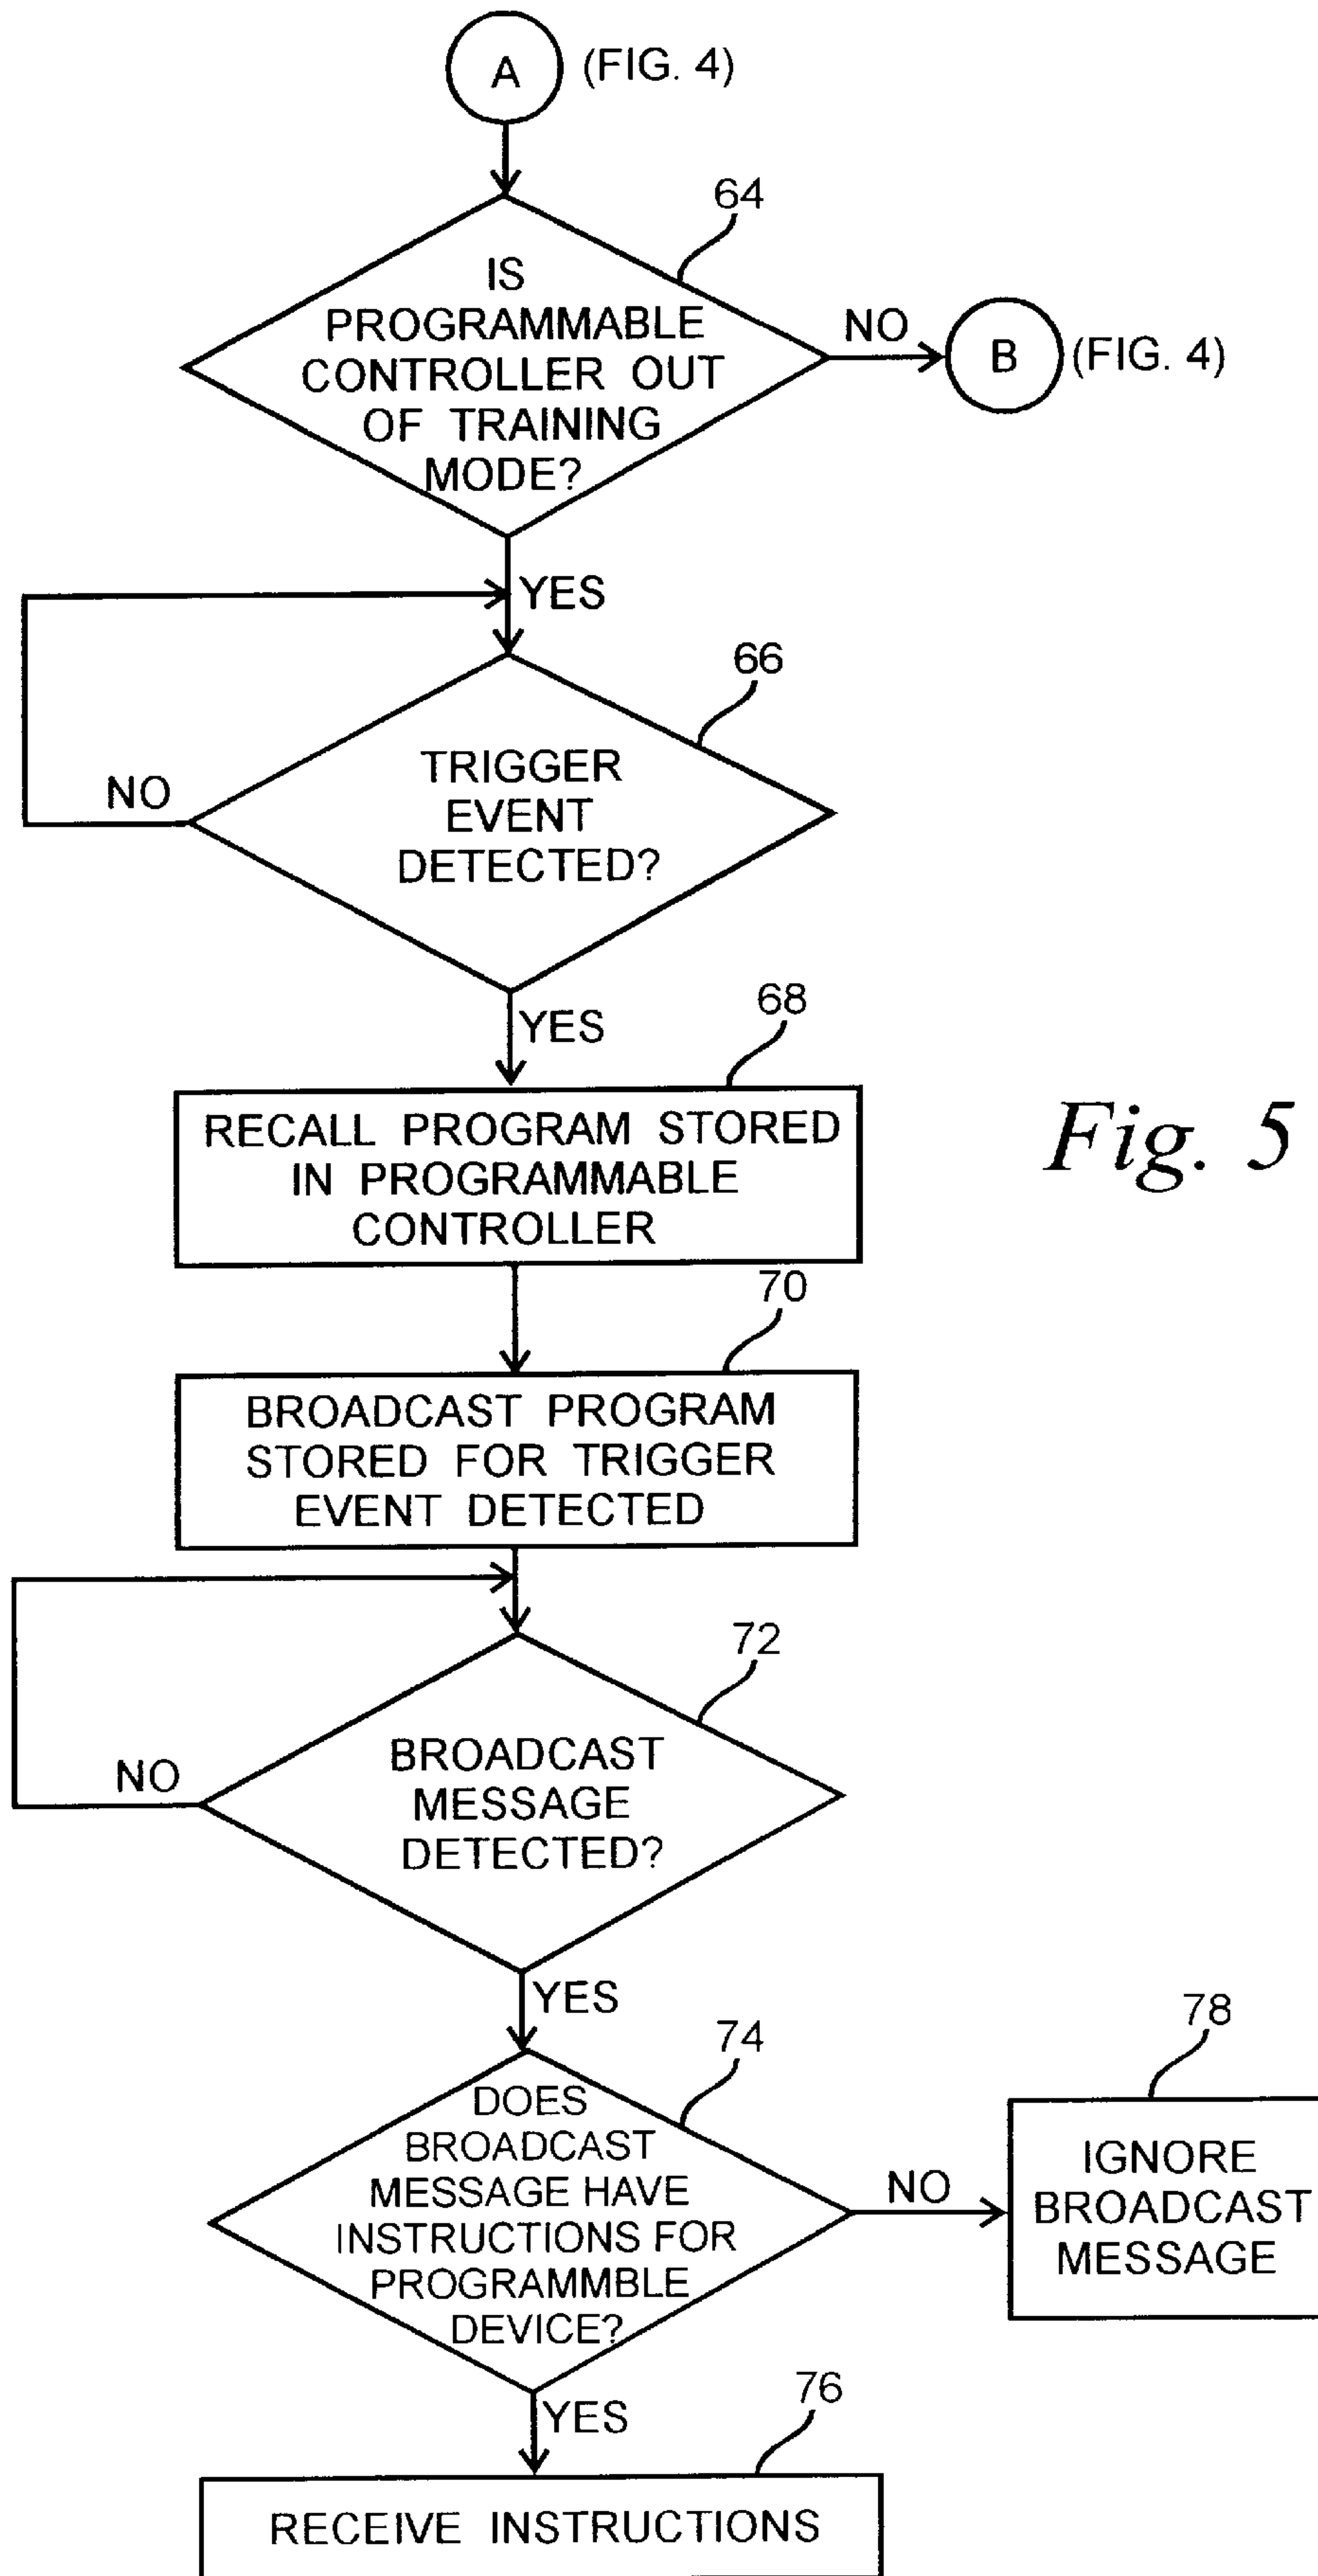 A (FIG. 4)
64
IS
PROGRAMMABLE
CONTROLLER OUT
OF TRAINING
MODE?
NO
B (FIG. 4)
YES
66
TRIGGER
EVENT
DETECTED?
NO
YES
68
RECALL PROGRAM STORED
IN PROGRAMMABLE
CONTROLLER
Fig. 5
70
BROADCAST PROGRAM
STORED FOR TRIGGER
EVENT DETECTED
72
BROADCAST
MESSAGE
DETECTED?
NO
YES
74
DOES
BROADCAST
MESSAGE HAVE
INSTRUCTIONS FOR
PROGRAMMBLE
DEVICE?
NO
78
IGNORE
BROADCAST
MESSAGE
YES
76
RECEIVE INSTRUCTIONS